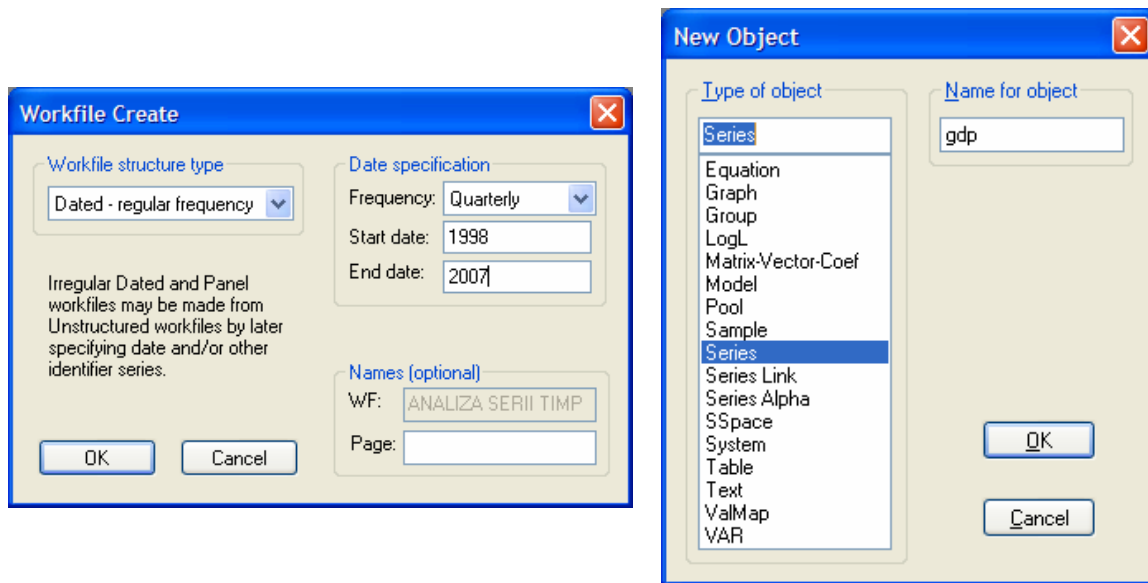 Workfile Create
Workfile structure type
Dated - regular frequency
Irregular Dated and Panel
workfiles may be made from
Unstructured workfiles by later
specifying date and/or other
identifier series.
Date specification
Frequency: Quarterly
Start date: 1998
End date: 2007
Names (optional)
WF: ANALIZA SERII TIMP
Page:
OK
Cancel
New Object
Type of object
Series
Equation
Graph
Group
LogL
Matrix-Vector-Coef
Model
Pool
Sample
Series
Series Link
Series Alpha
SSpace
System
Table
Text
ValMap
VAR
Name for object
gdp
OK
Cancel